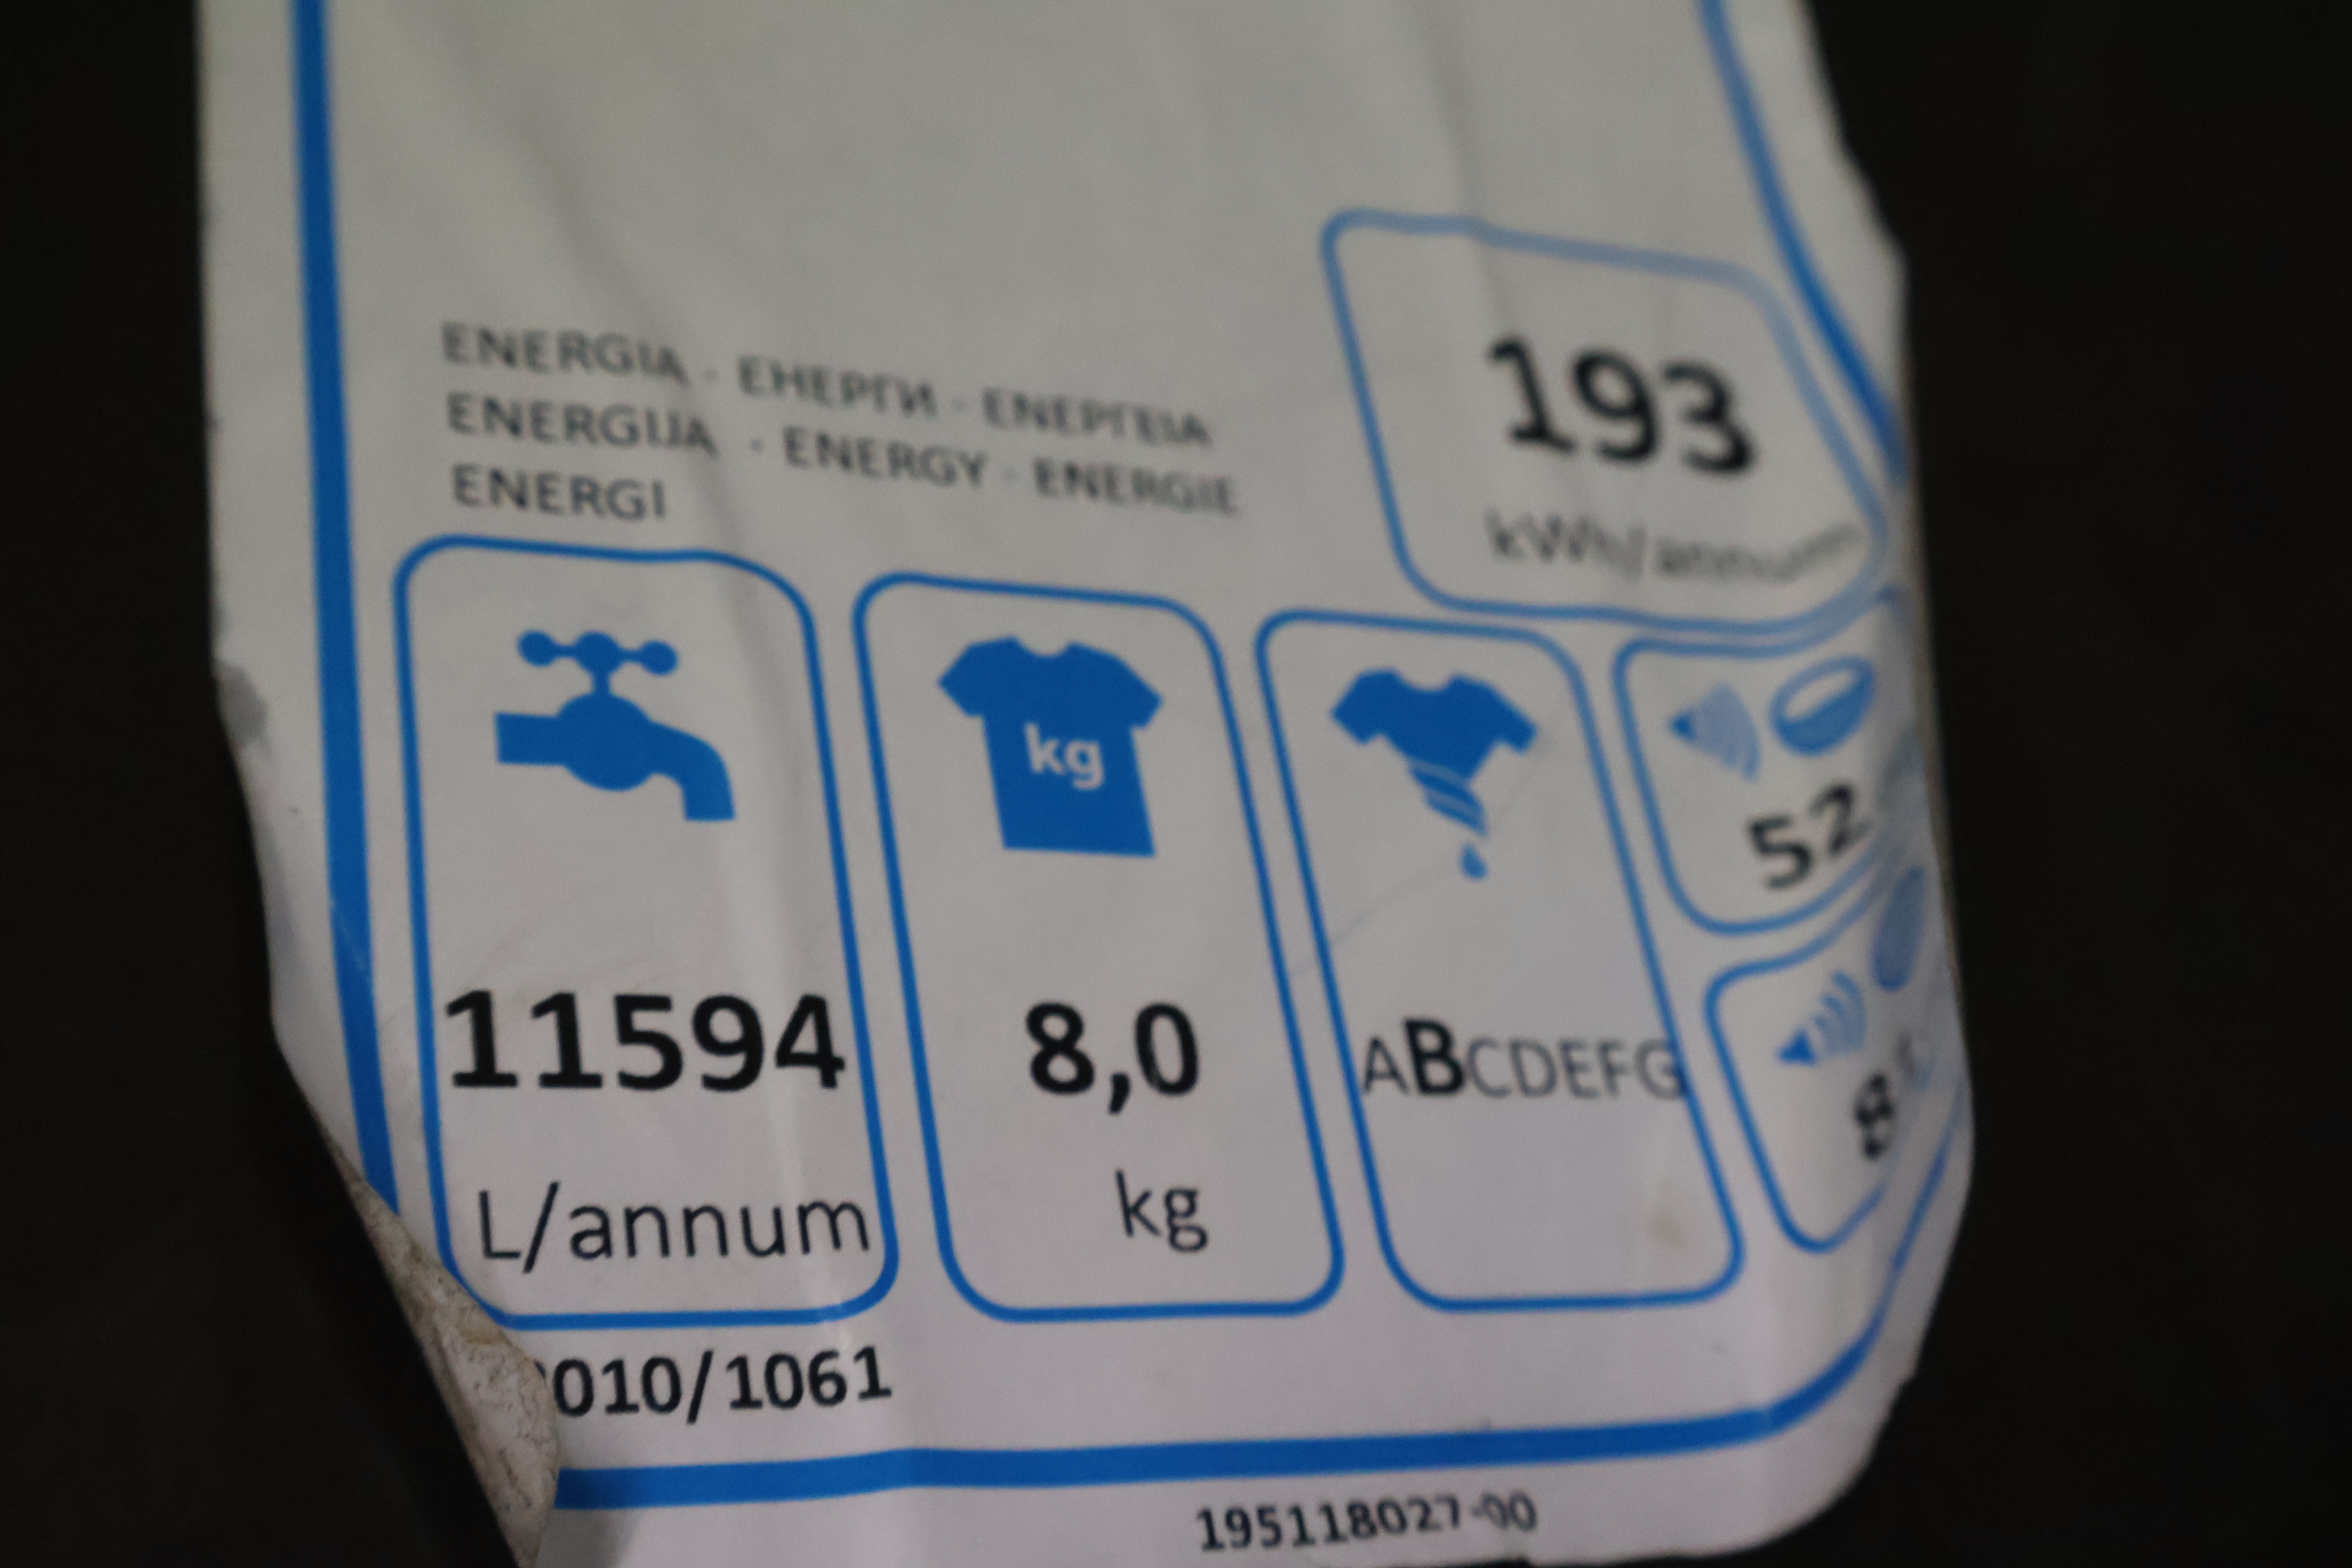 ENERGIA · ЕНЕРГИ · ΕΝΕΡΓΕΙΑ
ENERGIJA · ENERGY · ENERGIE
ENERGI
193
kWh/annum
kg
52
11594
L/annum
8,0
kg
ABCDEFG
010/1061
195118027-00